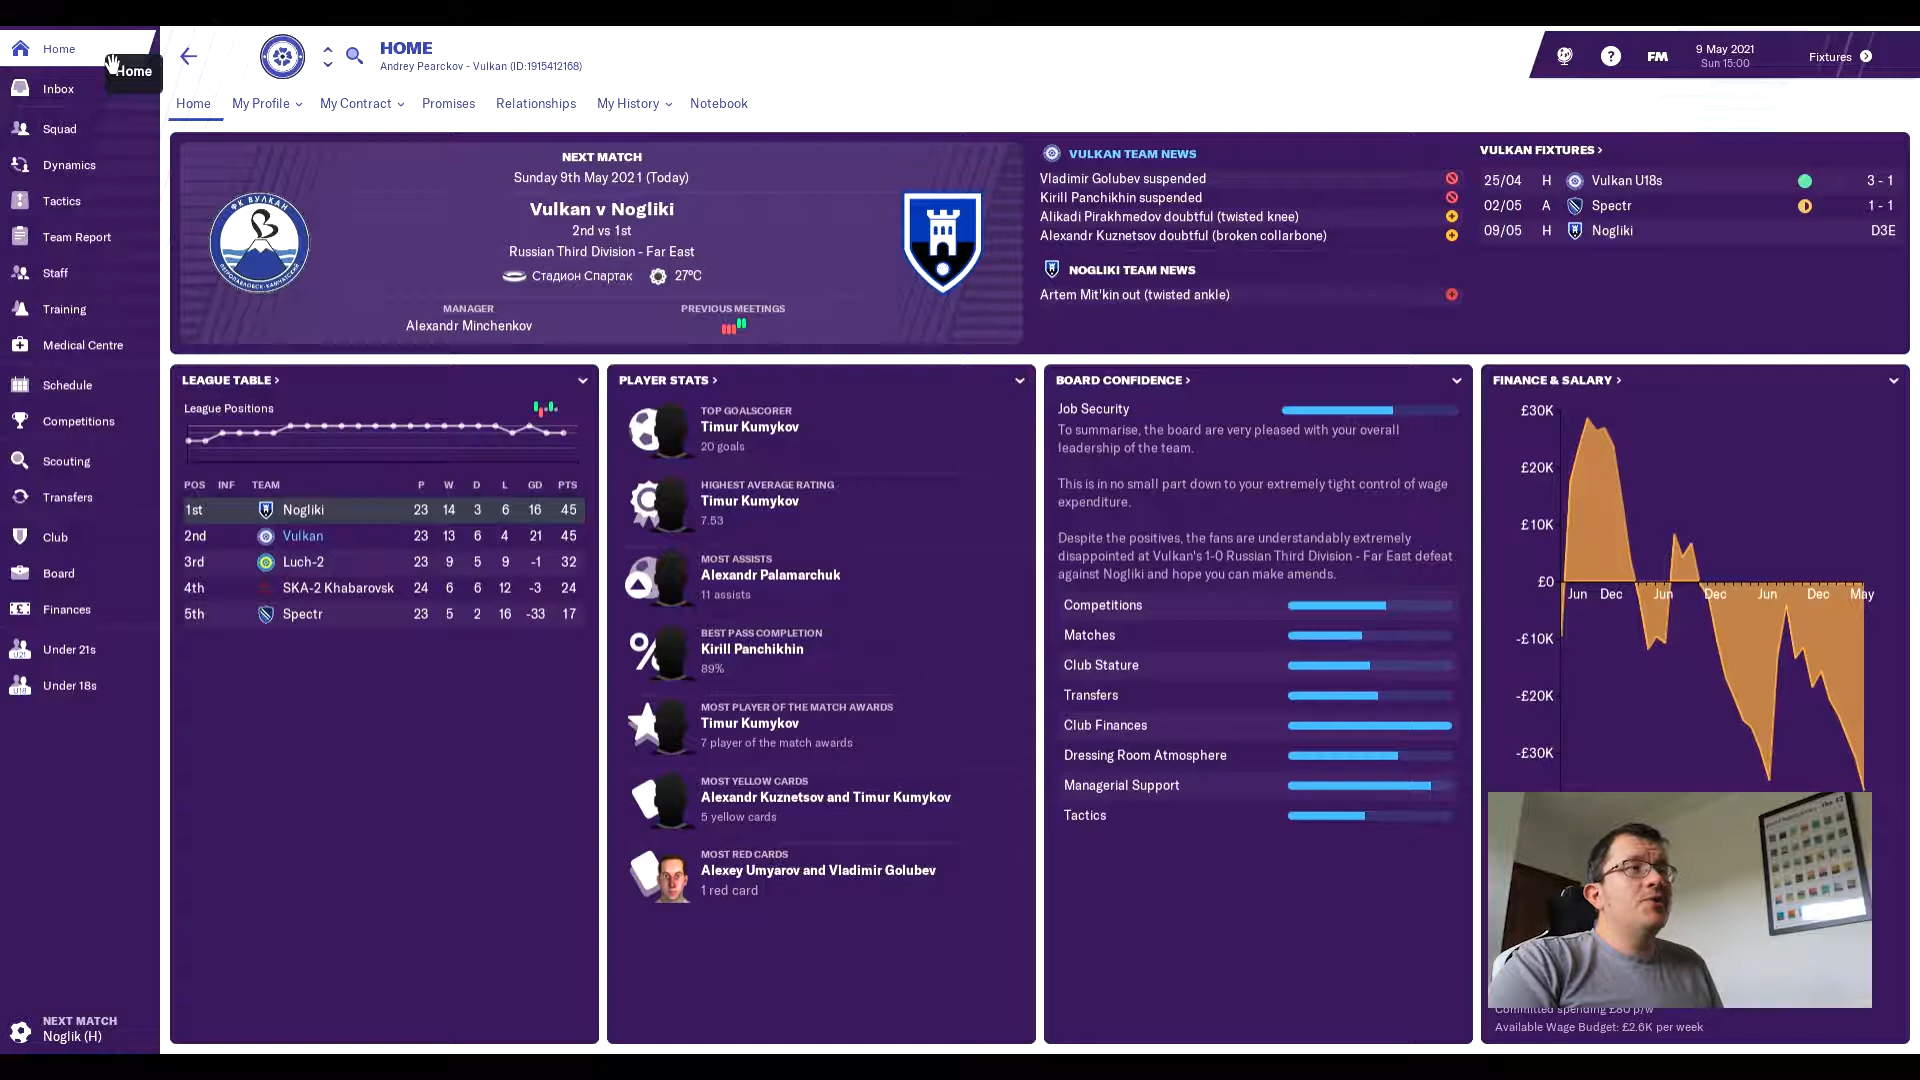 Home
Home
Inbox
Squad
Dynamics
Tactics
Team Report
Staff
Training
Medical Centre
Schedule
Competitions
Scouting
Transfers
Club
Board
Finances
Under 21s
Under 18s
NEXT MATCH
Noglik (H)
HOME
Andrey Pearckov - Vulkan (ID:1915412168)
FM
9 May 2021
Sun 15:00
Fixtures
Home
My Profile
My Contract
Promises
Relationships
My History
Notebook
NEXT MATCH
Sunday 9th May 2021 (Today)
Vulkan v Nogliki
2nd vs 1st
Russian Third Division - Far East
Стадион Спартак 27°C
MANAGER
Alexandr Minchenkov
PREVIOUS MEETINGS
ФК ВУЛКАН
VULKAN TEAM NEWS
Vladimir Golubev suspended
Kirill Panchikhin suspended
Alikadi Pirakhmedov doubtful (twisted knee)
Alexandr Kuznetsov doubtful (broken collarbone)
NOGLIKI TEAM NEWS
Artem Mit'kin out (twisted ankle)
VULKAN FIXTURES >
25/04 H Vulkan U18s 3 - 1
02/05 A Spectr 1 - 1
09/05 H Nogliki D3E
LEAGUE TABLE >
League Positions
POS INF TEAM P W D L GD PTS
1st Nogliki 23 14 3 6 16 45
2nd Vulkan 23 13 6 4 21 45
3rd Luch-2 23 9 5 9 -1 32
4th SKA-2 Khabarovsk 24 6 6 12 -3 24
5th Spectr 23 5 2 16 -33 17
PLAYER STATS >
TOP GOALSCORER
Timur Kumykov
20 goals
HIGHEST AVERAGE RATING
Timur Kumykov
7.53
MOST ASSISTS
Alexandr Palamarchuk
11 assists
BEST PASS COMPLETION
Kirill Panchikhin
89%
MOST PLAYER OF THE MATCH AWARDS
Timur Kumykov
7 player of the match awards
MOST YELLOW CARDS
Alexandr Kuznetsov and Timur Kumykov
5 yellow cards
MOST RED CARDS
Alexey Umyarov and Vladimir Golubev
1 red card
BOARD CONFIDENCE >
Job Security
To summarise, the board are very pleased with your overall
leadership of the team.
This is in no small part down to your extremely tight control of wage
expenditure.
Despite the positives, the fans are understandably extremely
disappointed at Vulkan's 1-0 Russian Third Division - Far East defeat
against Nogliki and hope you can make amends.
Competitions
Matches
Club Stature
Transfers
Club Finances
Dressing Room Atmosphere
Managerial Support
Tactics
FINANCE & SALARY >
£30K
£20K
£10K
£0
Jun Dec Jun Dec Jun Dec May
-£10K
-£20K
-£30K
Committed spending £80 p/w
Available Wage Budget: £2.6K per week